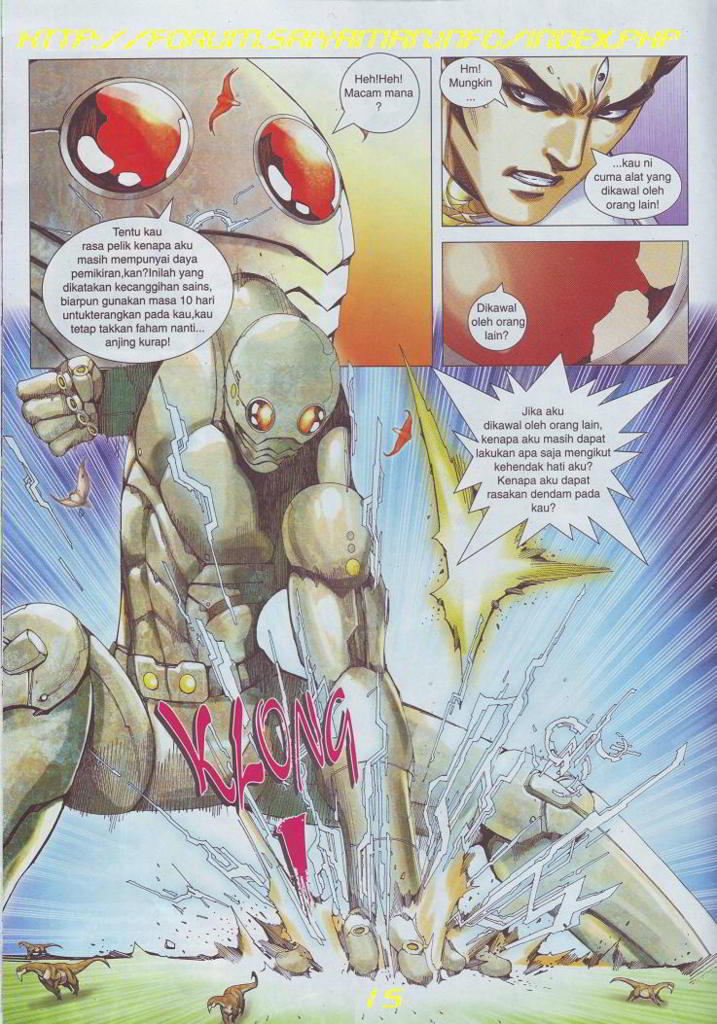 HTTP://FORUM.SAIYAIMAN.INFO/INDEX.PHP
Heh!Heh!
Macam mana
?
Tentu kau
rasa pelik kenapa aku
masih mempunyai daya
pemikiran,kan?Inilah yang
dikatakan kecanggihan sains,
biarpun gunakan masa 10 hari
untukterangkan pada kau,kau
tetap takkan faham nanti...
anjing kurap!
Hm!
Mungkin
...
...kau ni
cuma alat yang
dikawal oleh
orang lain!
Dikawal
oleh orang
lain?
Jika aku
dikawal oleh orang lain,
kenapa aku masih dapat
lakukan apa saja mengikut
kehendak hati aku?
Kenapa aku dapat
rasakan dendam pada
kau?
KLONG
!
15